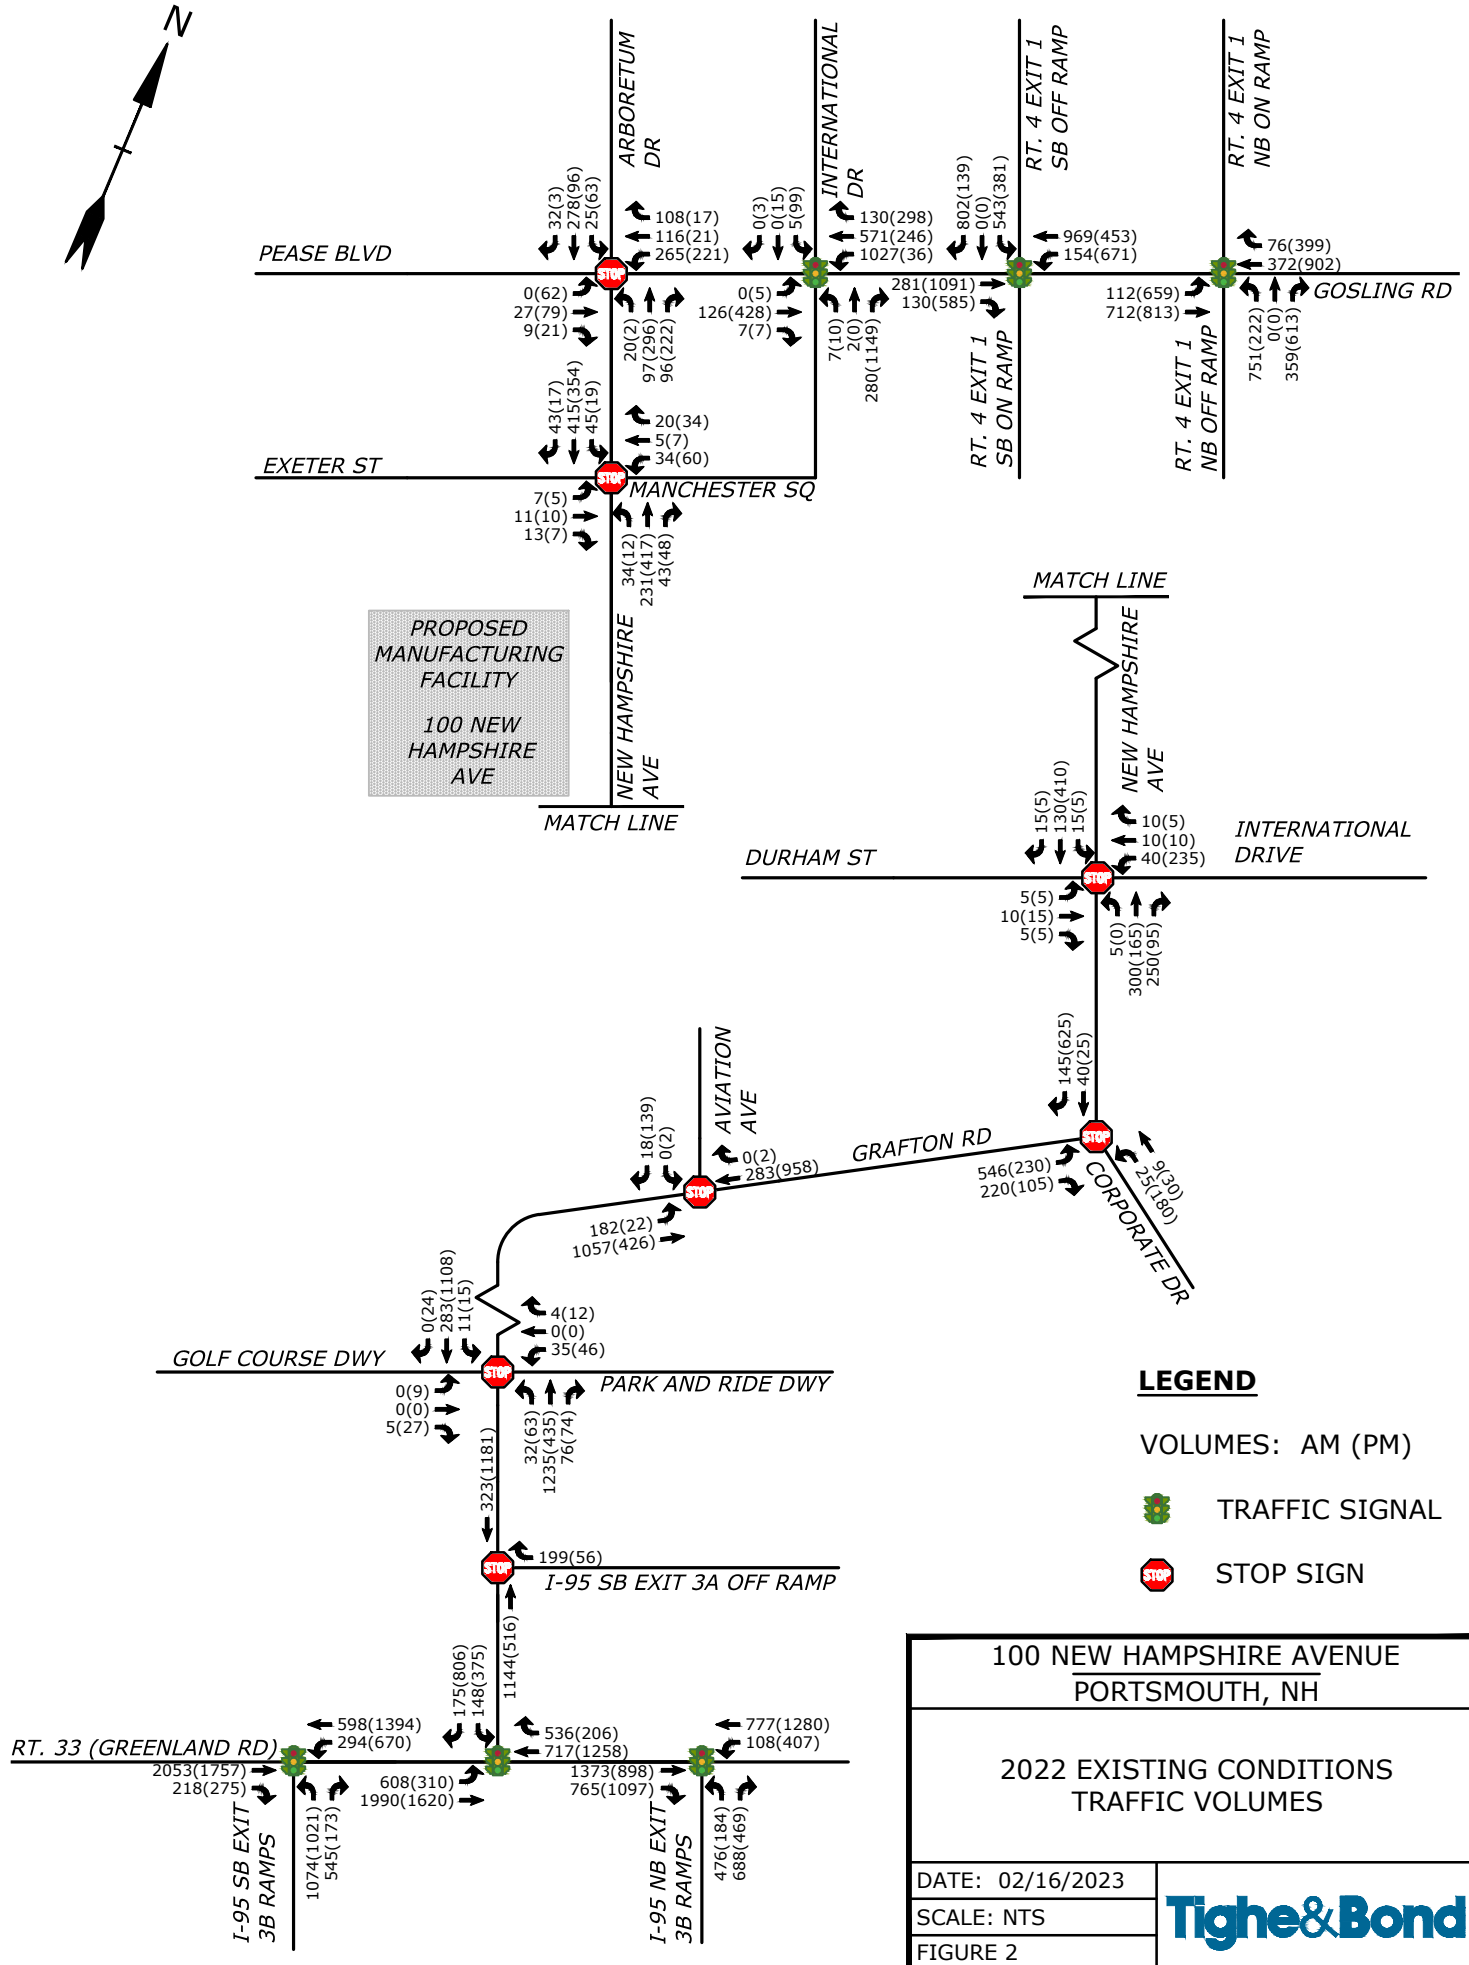 N
ARBORETUM
DR
INTERNATIONAL
DR
RT. 4 EXIT 1
SB OFF RAMP
RT. 4 EXIT 1
NB ON RAMP
PEASE BLVD
32(3)
278(96)
25(63)
108(17)
116(21)
265(221)
0(62)
27(79)
9(21)
20(2)
97(296)
96(222)
STOP
0(3)
0(15)
5(99)
130(298)
571(246)
1027(36)
0(5)
126(428)
7(7)
7(10)
2(0)
280(1149)
802(139)
0(0)
543(381)
969(453)
154(671)
281(1091)
130(585)
RT. 4 EXIT 1
SB ON RAMP
76(399)
372(902)
GOSLING RD
112(659)
712(813)
751(222)
0(0)
359(613)
RT. 4 EXIT 1
NB OFF RAMP
EXETER ST
43(17)
415(354)
45(19)
20(34)
5(7)
34(60)
STOP
MANCHESTER SQ
7(5)
11(10)
13(7)
34(12)
231(417)
43(48)
PROPOSED
MANUFACTURING
FACILITY
100 NEW
HAMPSHIRE
AVE
NEW HAMPSHIRE
AVE
MATCH LINE
MATCH LINE
NEW HAMPSHIRE
AVE
DURHAM ST
15(5)
130(410)
15(5)
10(5)
10(10)
40(235)
INTERNATIONAL
DRIVE
STOP
5(5)
10(15)
5(5)
5(0)
300(165)
250(95)
145(625)
40(25)
STOP
546(230)
220(105)
9(30)
25(180)
CORPORATE DR
GRAFTON RD
AVIATION
AVE
18(139)
0(2)
0(2)
283(958)
STOP
182(22)
1057(426)
0(24)
283(1108)
11(15)
4(12)
0(0)
35(46)
GOLF COURSE DWY
STOP
PARK AND RIDE DWY
0(9)
0(0)
5(27)
32(63)
1235(435)
76(74)
323(1181)
STOP
199(56)
I-95 SB EXIT 3A OFF RAMP
1144(516)
175(806)
148(375)
536(206)
717(1258)
608(310)
1990(1620)
RT. 33 (GREENLAND RD)
598(1394)
294(670)
2053(1757)
218(275)
1074(1021)
545(173)
I-95 SB EXIT
3B RAMPS
777(1280)
108(407)
1373(898)
765(1097)
476(184)
688(469)
I-95 NB EXIT
3B RAMPS
LEGEND
VOLUMES: AM (PM)
TRAFFIC SIGNAL
STOP
STOP SIGN
100 NEW HAMPSHIRE AVENUE
PORTSMOUTH, NH
2022 EXISTING CONDITIONS
TRAFFIC VOLUMES
DATE: 02/16/2023
SCALE: NTS
FIGURE 2
Tighe&Bond